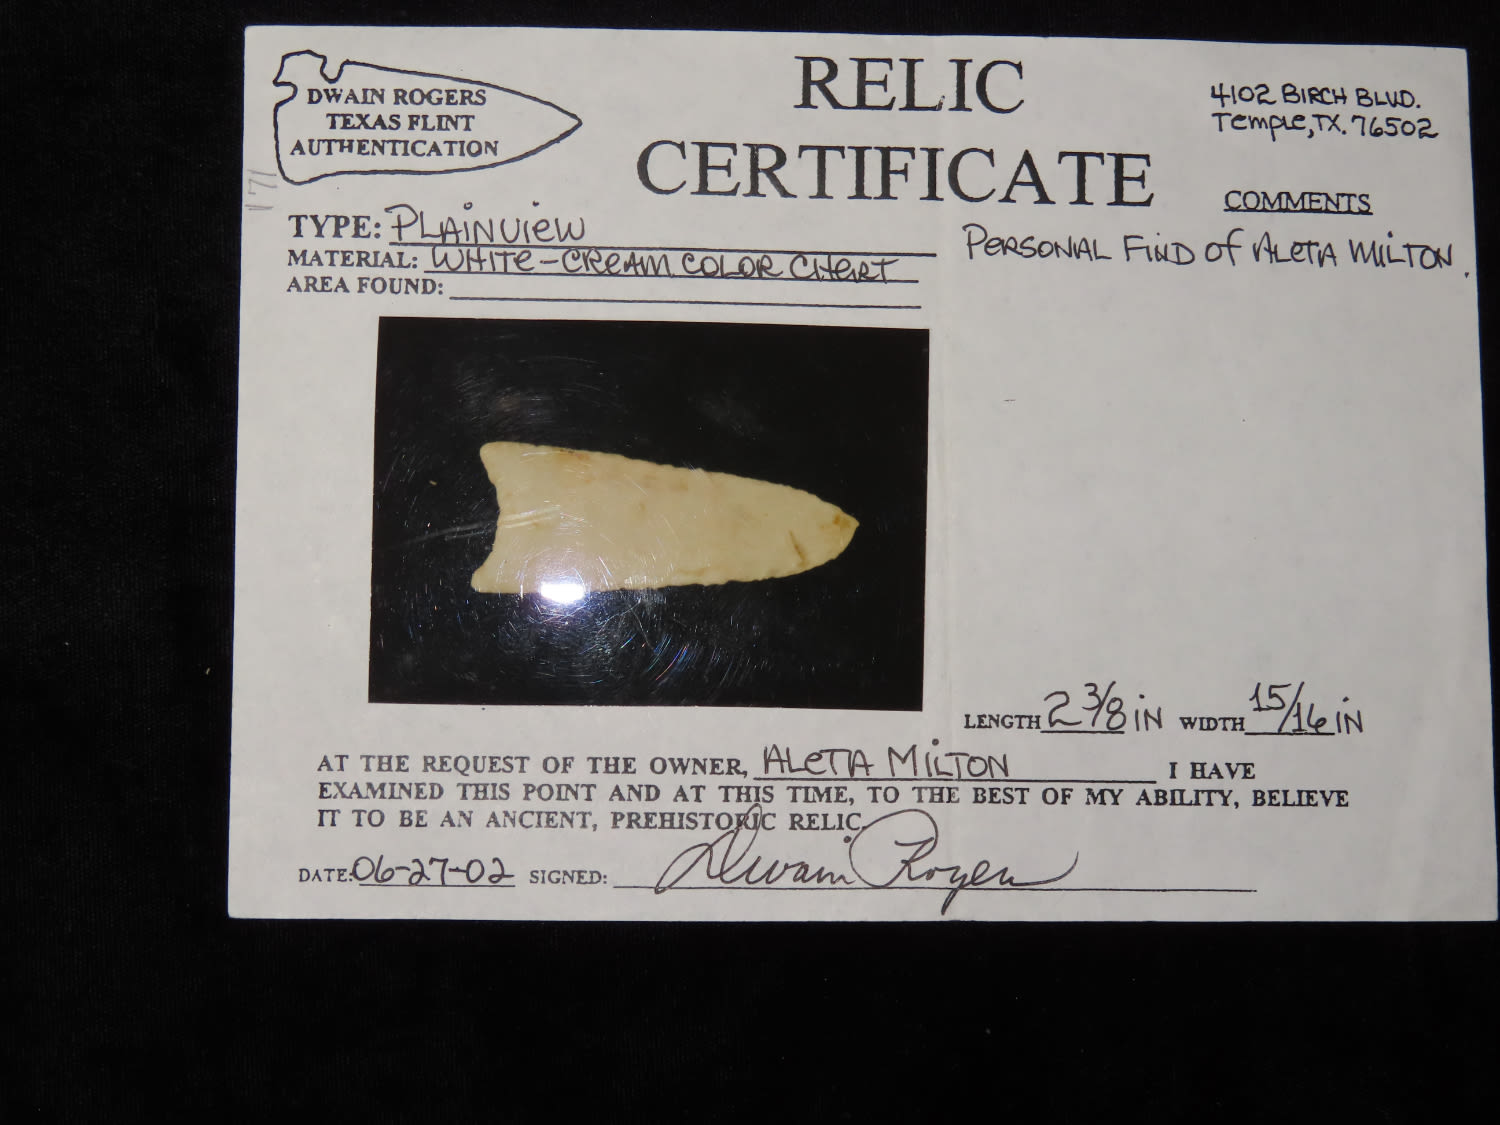 DWAIN ROGERS
TEXAS FLINT
AUTHENTICATION
RELIC
CERTIFICATE
4102 BIRCH BLVD.
TEMPLE, TX. 76502
COMMENTS
PERSONAL FIND OF ALETA MILTON.
TYPE: PLAINVIEW
MATERIAL: WHITE-CREAM COLOR CHERT
AREA FOUND:
LENGTH 2 3/8 IN WIDTH 15/16 IN
AT THE REQUEST OF THE OWNER, ALETA MILTON I HAVE
EXAMINED THIS POINT AND AT THIS TIME, TO THE BEST OF MY ABILITY, BELIEVE
IT TO BE AN ANCIENT, PREHISTORIC RELIC.
DATE: 06-27-02 SIGNED: Dwain Rogers